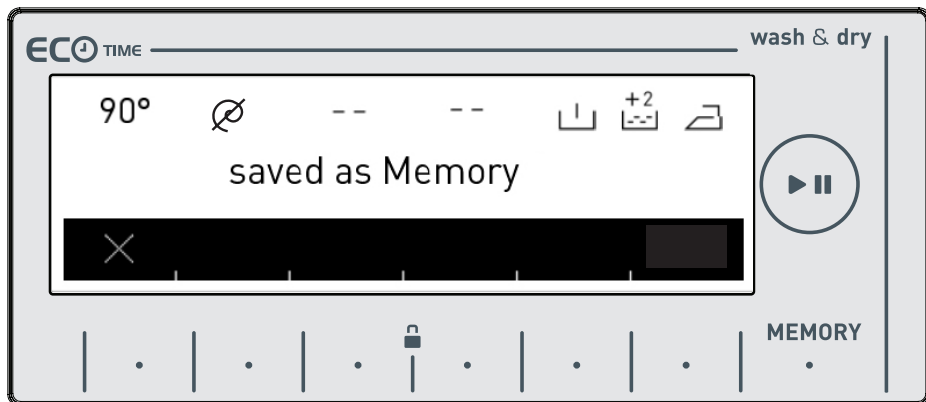 ECO TIME
wash & dry
90° -- --
+2
saved as Memory
MEMORY